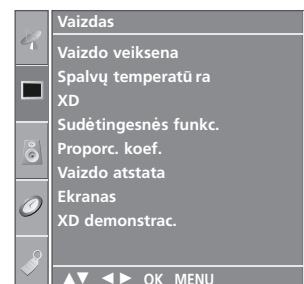 Vaizdas
Vaizdo veiksena
Spalvų temperatū ra
XD
Sudėtingesnės funkc.
Proporc. koef.
Vaizdo atstata
Ekranas
XD demonstrac.
▲▼ ◄► OK MENU